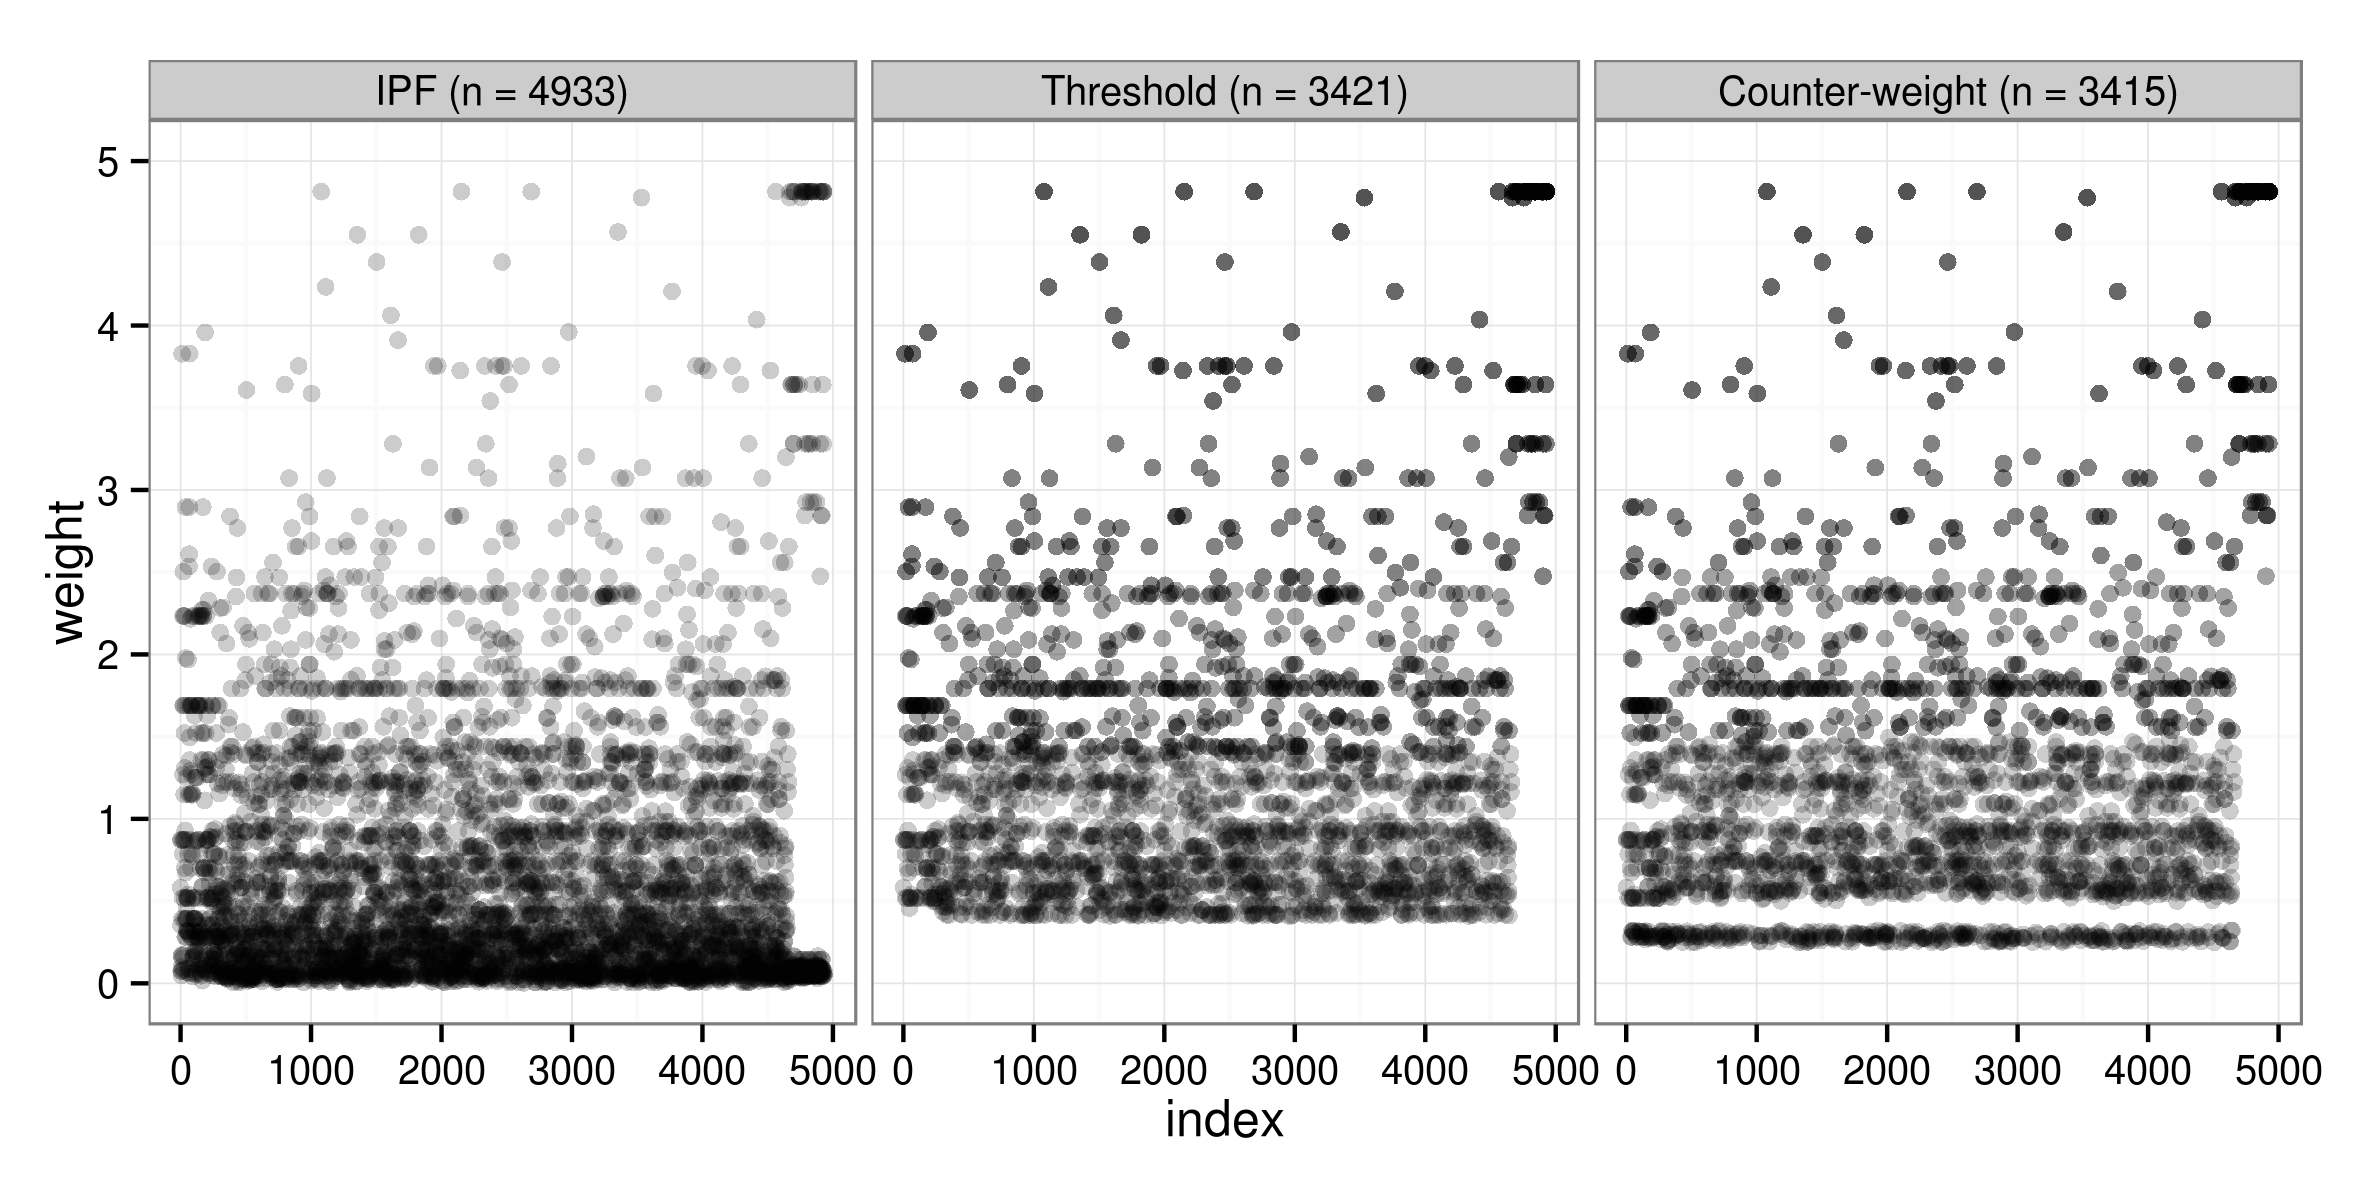 IPF (n = 4933)
Threshold (n = 3421)
Counter-weight (n = 3415)
weight
5
4
3
2
1
0
0 1000 2000 3000 4000 5000
0 1000 2000 3000 4000 5000
0 1000 2000 3000 4000 5000
index